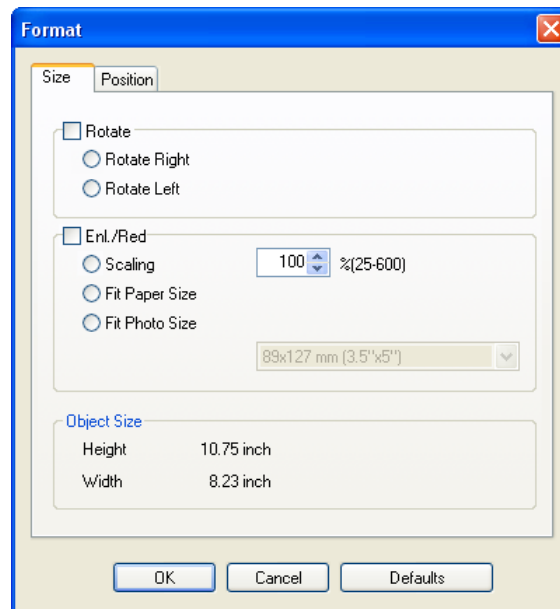 Format
Size Position
Rotate
Rotate Right
Rotate Left
Enl./Red
Scaling 100 %(25-600)
Fit Paper Size
Fit Photo Size
89x127 mm (3.5"x5")
Object Size
Height 10.75 inch
Width 8.23 inch
OK Cancel Defaults